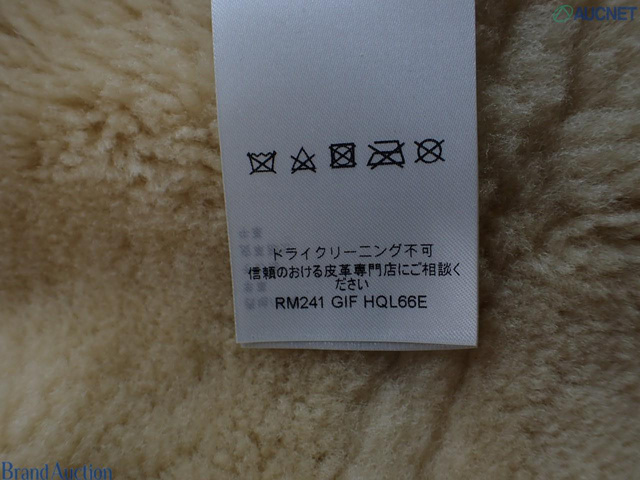 AUCNET
ドライクリーニング不可
信頼のおける皮革専門店にご相談く
ださい
RM241 GIF HQL66E
Brand Auction